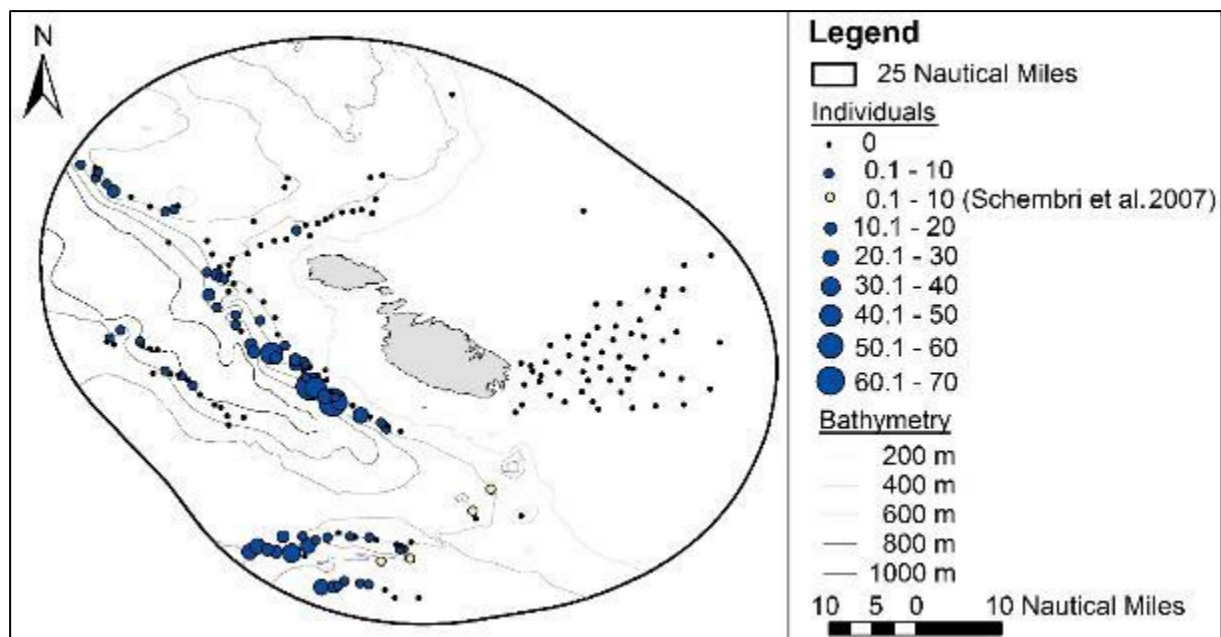 N
Legend
25 Nautical Miles
Individuals
0
0.1 - 10
0.1 - 10 (Schembri et al.2007)
10.1 - 20
20.1 - 30
30.1 - 40
40.1 - 50
50.1 - 60
60.1 - 70
Bathymetry
200 m
400 m
600 m
800 m
1000 m
10 5 0 10 Nautical Miles